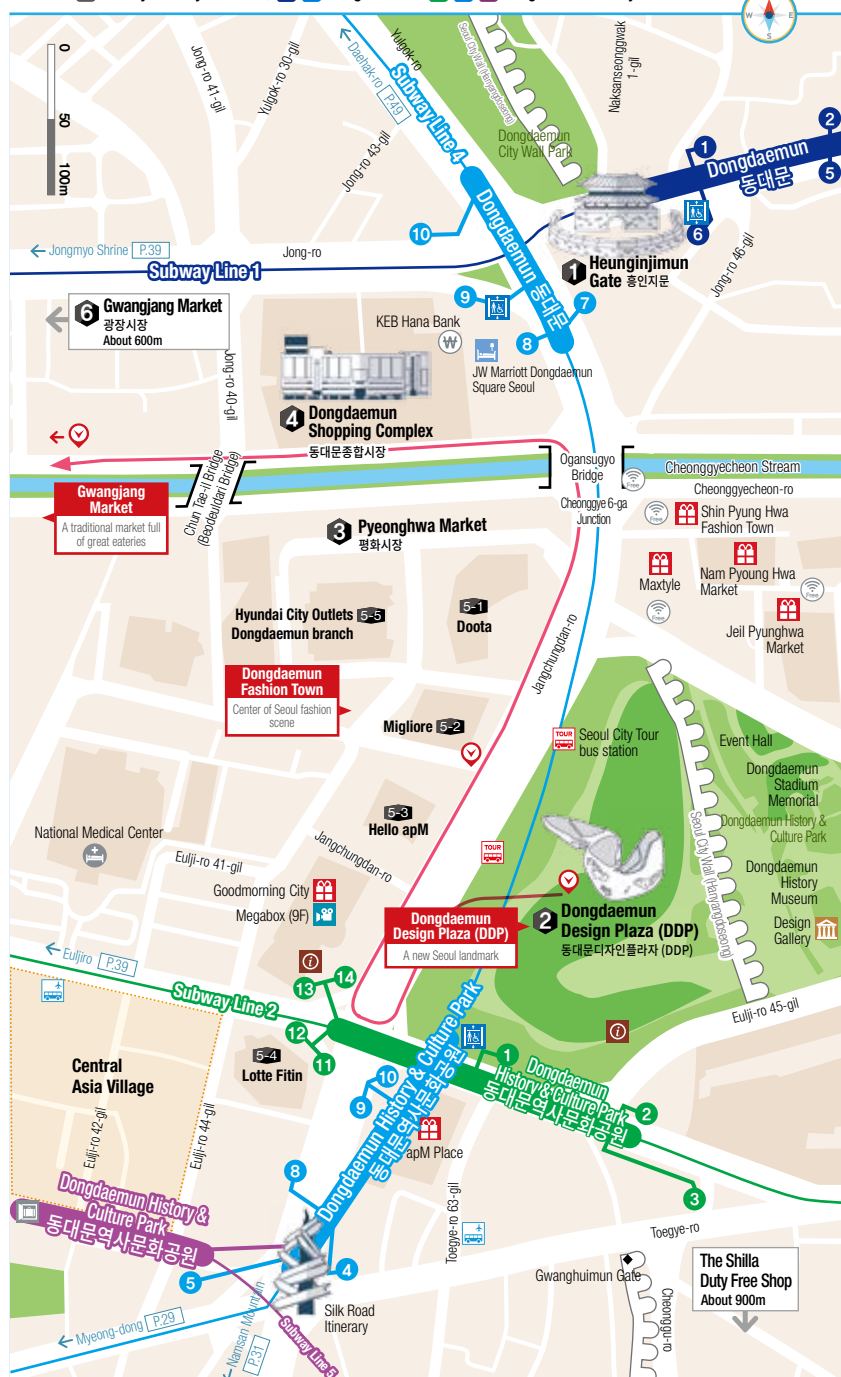 W
E
S
0
50
100m
Jong-ro 41-gil
Yulgok-ro 30-gil
Daehak-ro P.49
Yulgok-ro
Seoul City Wall (Hanyangdoseong)
Naksanseonggwak
1-gil
Subway Line 4
Jong-ro 43-gil
Dongdaemun
City Wall Park
1
Dongdaemun
동대문
2
5
6
10
Dongdaemun 동대문
Jongmyo Shrine P.39
Jong-ro
Subway Line 1
1 Heunginjimun
Gate 흥인지문
Jong-ro 46-gil
6 Gwangjang Market
광장시장
About 600m
9
7
8
KEB Hana Bank
₩
JW Marriott Dongdaemun
Square Seoul
Jong-ro 40-gil
4 Dongdaemun
Shopping Complex
동대문종합시장
Ogansugyo
Bridge
Free
Cheonggyecheon Stream
Cheonggyecheon-ro
Chun Tae-il Bridge
(Beodeuldari Bridge)
Gwangjang
Market
A traditional market full
of great eateries
Cheonggye 6-ga
Junction
Free
Shin Pyung Hwa
Fashion Town
3 Pyeonghwa Market
평화시장
Maxtyle
Free
Nam Pyoung Hwa
Market
Free
Jeil Pyunghwa
Market
Hyundai City Outlets 5-5
Dongdaemun branch
5-1
Doota
Jangchungdan-ro
Dongdaemun
Fashion Town
Center of Seoul fashion
scene
Migliore 5-2
TOUR
Seoul City Tour
bus station
Event Hall
Dongdaemun
Stadium
Memorial
Dongdaemun History &
Culture Park
Seoul City Wall (Hanyangdoseong)
5-3
Hello apM
TOUR
National Medical Center
Eulji-ro 41-gil
Jangchungdan-ro
Dongdaemun
History
Museum
Design
Gallery
Goodmorning City
Megabox (9F)
Dongdaemun
Design Plaza (DDP)
A new Seoul landmark
2 Dongdaemun
Design Plaza (DDP)
동대문디자인플라자 (DDP)
Euljiro P.39
Subway Line 2
i
13
14
12
11
i
Eulji-ro 45-gil
Central
Asia Village
5-4
Lotte Fitin
Dongdaemun History & Culture Park
동대문역사문화공원
1
Dongdaemun
History & Culture Park
동대문역사문화공원
2
3
10
9
apM Place
Eulji-ro 42-gil
Eulji-ro 44-gil
8
Dongdaemun History &
Culture Park
동대문역사문화공원
5
4
Toegye-ro 63-gil
Toegye-ro
Gwanghuimun Gate
Cheonggu-ro
The Shilla
Duty Free Shop
About 900m
Silk Road
Itinerary
Myeong-dong P.29
Namsan Mountain
P.31
Subway Line 5